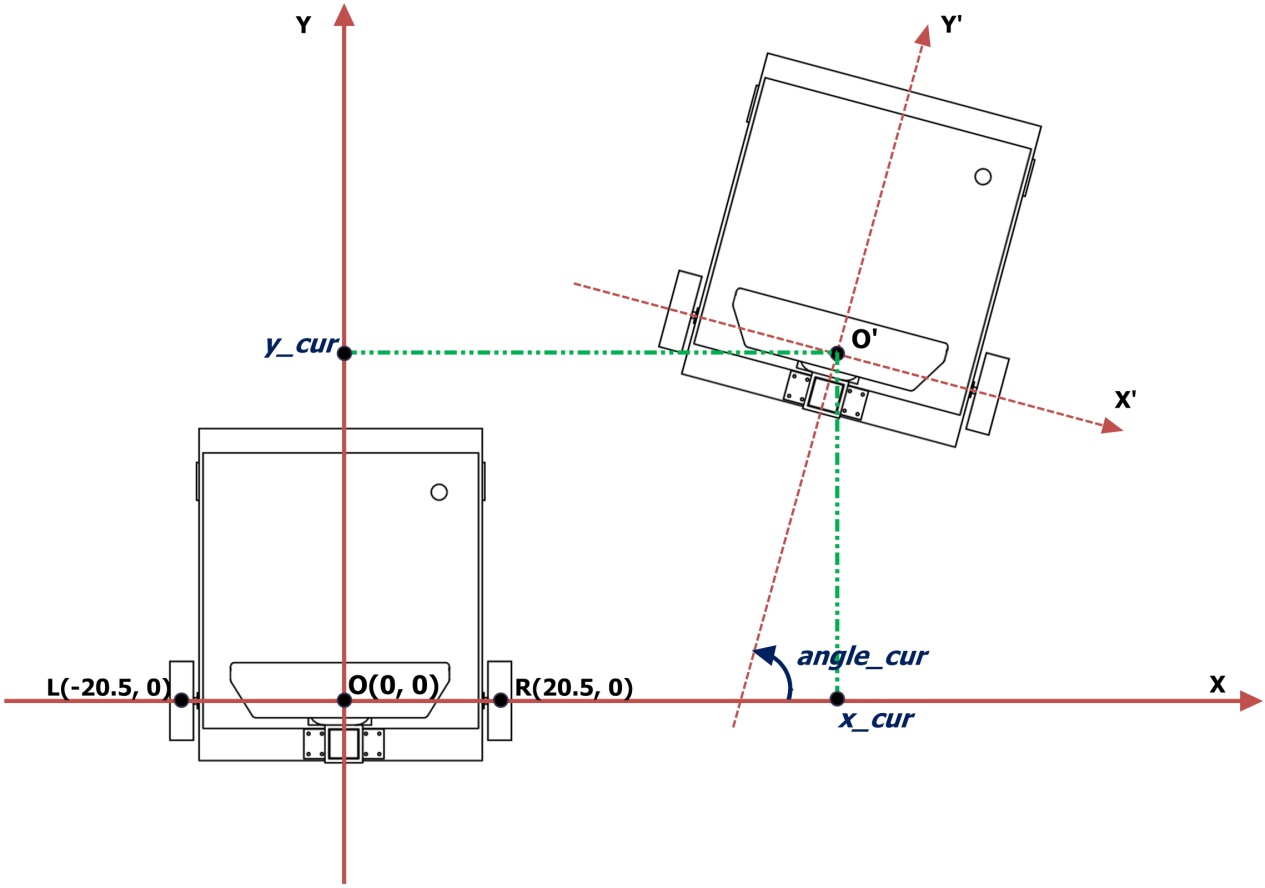 Y
Y'
y_cur
O'
X'
angle_cur
L(-20.5, 0)
O(0, 0)
R(20.5, 0)
X
x_cur